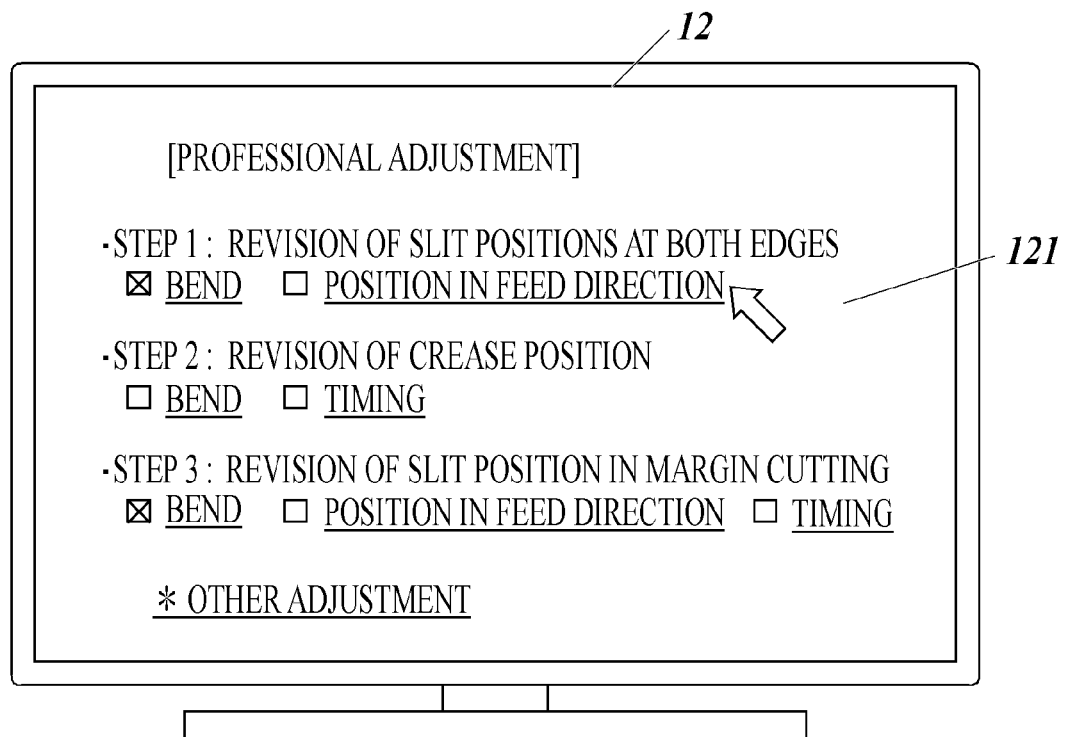 12
[PROFESSIONAL ADJUSTMENT]
-STEP 1 : REVISION OF SLIT POSITIONS AT BOTH EDGES
☒ BEND ☐ POSITION IN FEED DIRECTION
121
-STEP 2 : REVISION OF CREASE POSITION
☐ BEND ☐ TIMING
-STEP 3 : REVISION OF SLIT POSITION IN MARGIN CUTTING
☒ BEND ☐ POSITION IN FEED DIRECTION ☐ TIMING
* OTHER ADJUSTMENT